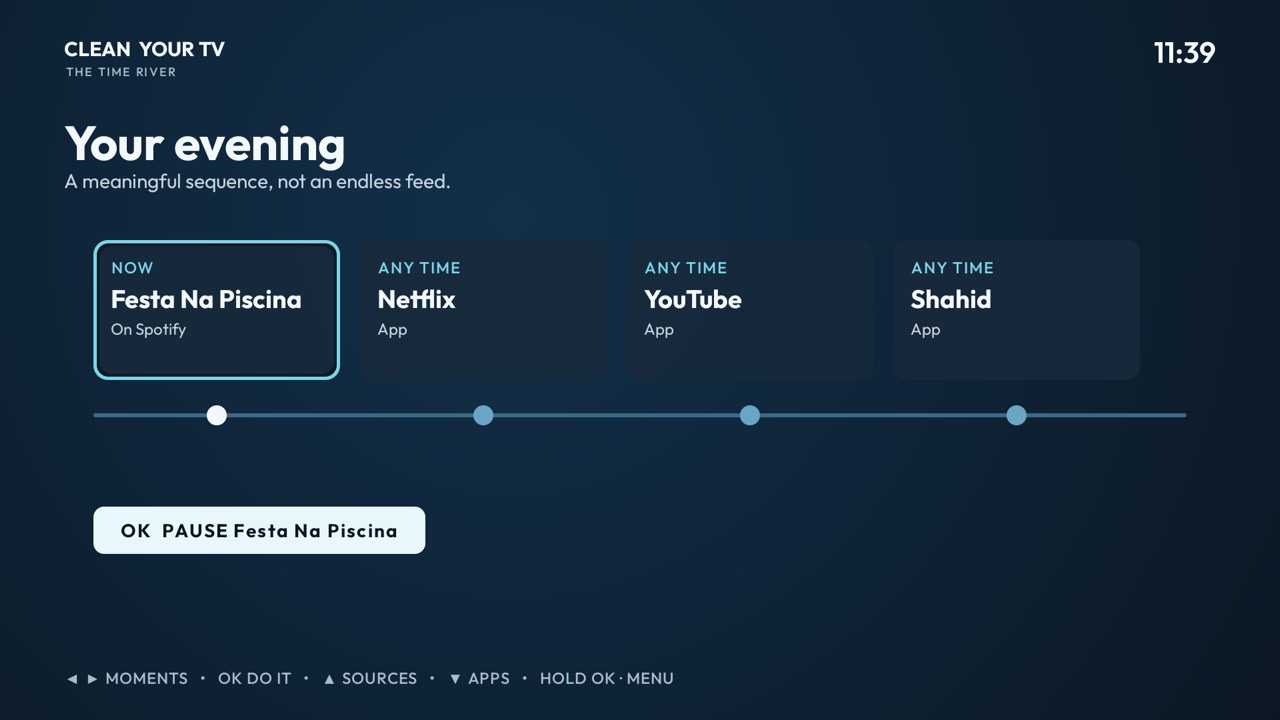 CLEAN YOUR TV
THE TIME RIVER
11:39
Your evening
A meaningful sequence, not an endless feed.
NOW
Festa Na Piscina
On Spotify
ANY TIME
Netflix
App
ANY TIME
YouTube
App
ANY TIME
Shahid
App
OK PAUSE Festa Na Piscina
◄ ► MOMENTS • OK DO IT • ▲ SOURCES • ▼ APPS • HOLD OK · MENU